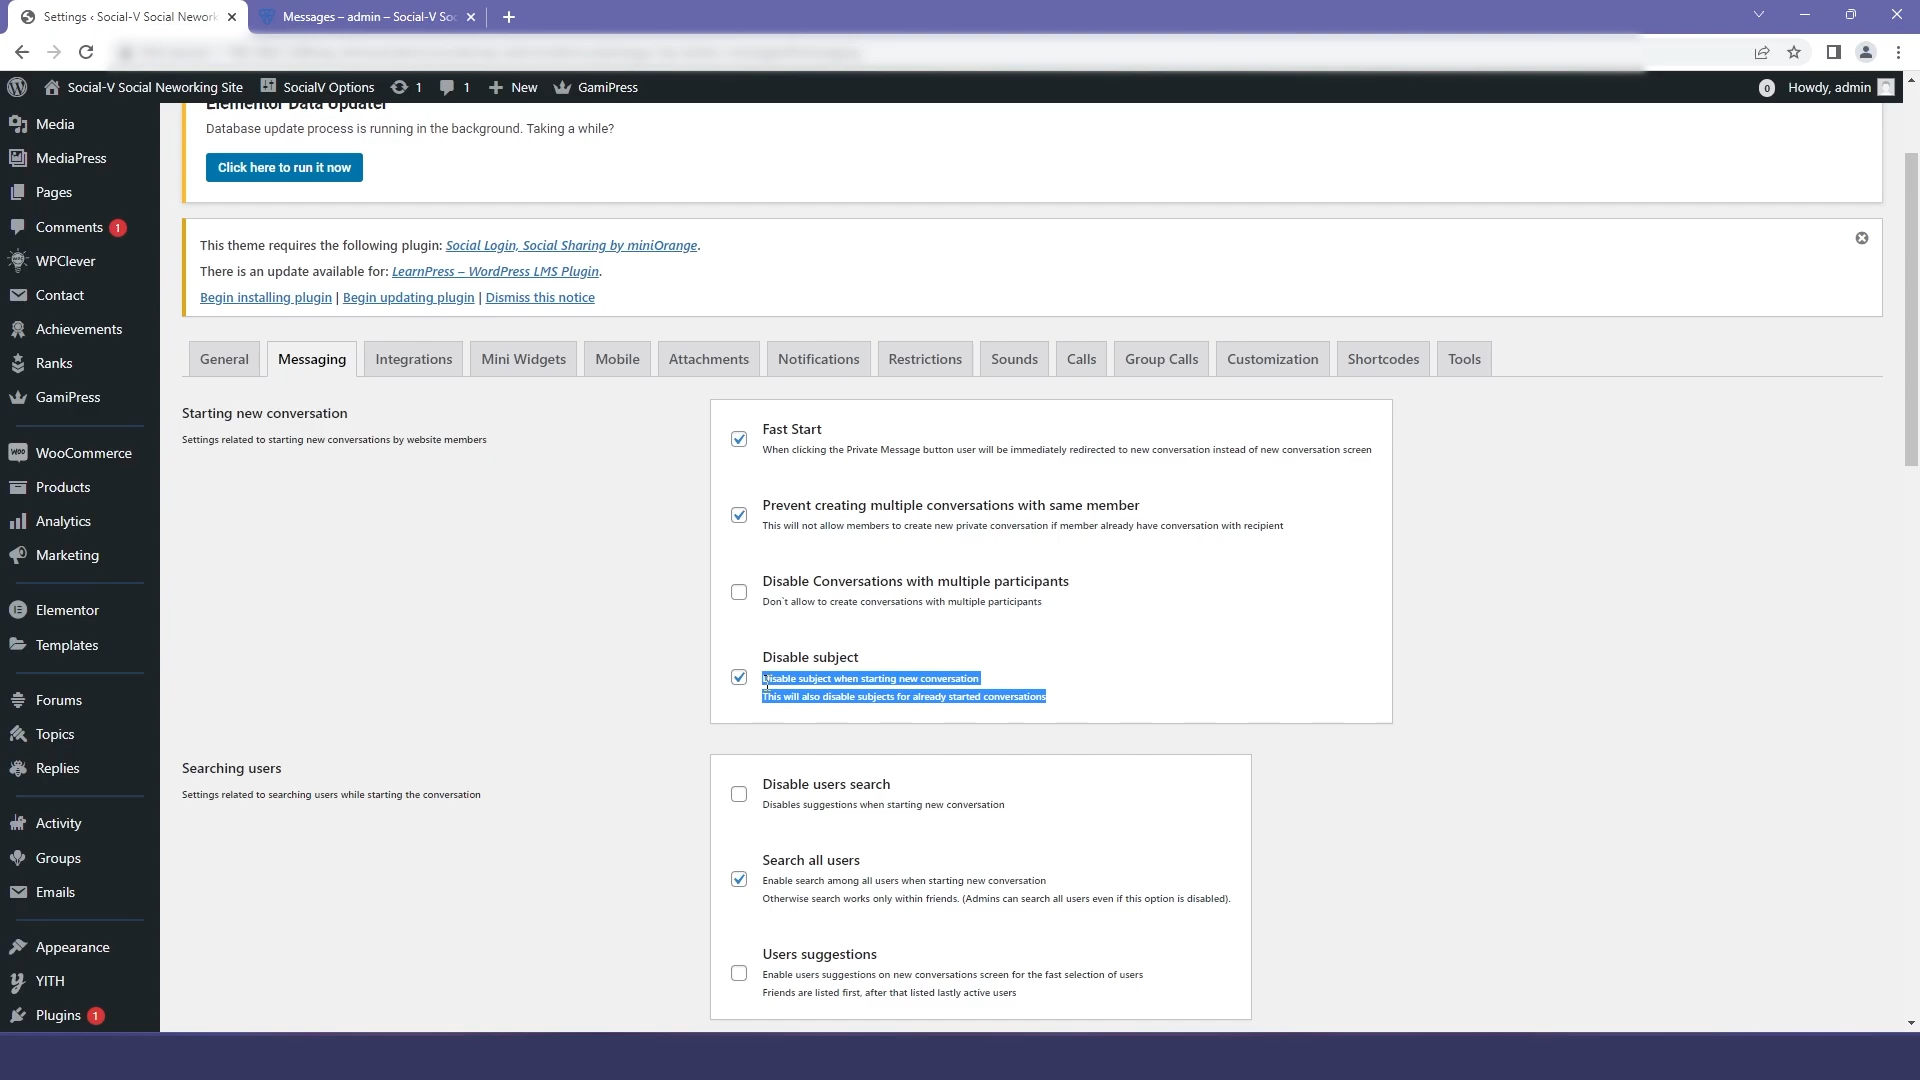 Settings ‹ Social-V Social Nework
Messages – admin – Social-V Soc
Social-V Social Neworking Site
SocialV Options
1
1
New
GamiPress
0
Howdy, admin
Media
MediaPress
Pages
Comments 1
WPClever
Contact
Achievements
Ranks
GamiPress
WooCommerce
Products
Analytics
Marketing
Elementor
Templates
Forums
Topics
Replies
Activity
Groups
Emails
Appearance
YITH
Plugins 1
Elementor Data Updater
Database update process is running in the background. Taking a while?
Click here to run it now
This theme requires the following plugin: Social Login, Social Sharing by miniOrange.
There is an update available for: LearnPress – WordPress LMS Plugin.
Begin installing plugin | Begin updating plugin | Dismiss this notice
General Messaging Integrations Mini Widgets Mobile Attachments Notifications Restrictions Sounds Calls Group Calls Customization Shortcodes Tools
Starting new conversation
Settings related to starting new conversations by website members
Fast Start
When clicking the Private Message button user will be immediately redirected to new conversation instead of new conversation screen
Prevent creating multiple conversations with same member
This will not allow members to create new private conversation if member already have conversation with recipient
Disable Conversations with multiple participants
Don't allow to create conversations with multiple participants
Disable subject
Disable subject when starting new conversation
This will also disable subjects for already started conversations
Searching users
Settings related to searching users while starting the conversation
Disable users search
Disables suggestions when starting new conversation
Search all users
Enable search among all users when starting new conversation
Otherwise search works only within friends. (Admins can search all users even if this option is disabled).
Users suggestions
Enable users suggestions on new conversations screen for the fast selection of users
Friends are listed first, after that listed lastly active users